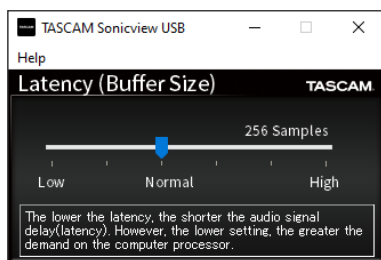 TASCAM Sonicview USB
Help
Latency (Buffer Size)
TASCAM
256 Samples
Low Normal High
The lower the latency, the shorter the audio signal
delay(latency). However, the lower setting, the greater the
demand on the computer processor.